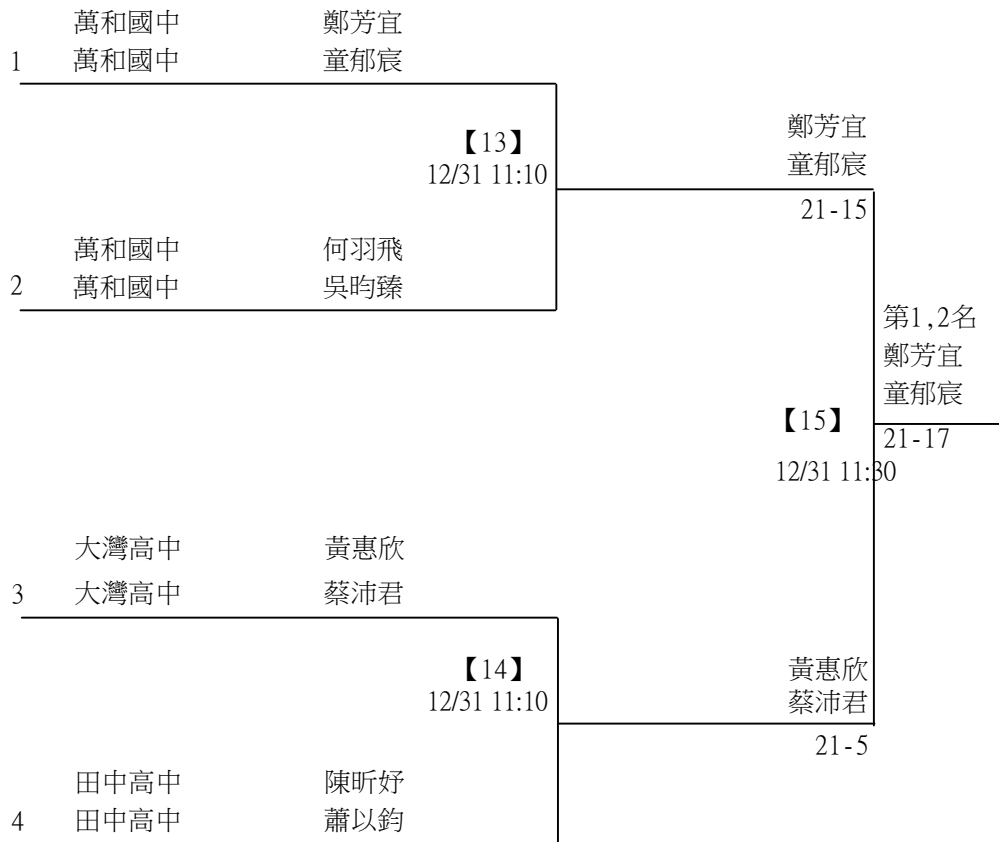 萬和國中 鄭芳宜
1 萬和國中 童郁宸
【13】
12/31 11:10
鄭芳宜
童郁宸
21-15
萬和國中 何羽飛
2 萬和國中 吳昀臻
第1,2名
鄭芳宜
童郁宸
【15】
21-17
12/31 11:30
大灣高中 黃惠欣
3 大灣高中 蔡沛君
【14】
12/31 11:10
黃惠欣
蔡沛君
21-5
田中高中 陳昕妤
4 田中高中 蕭以鈞